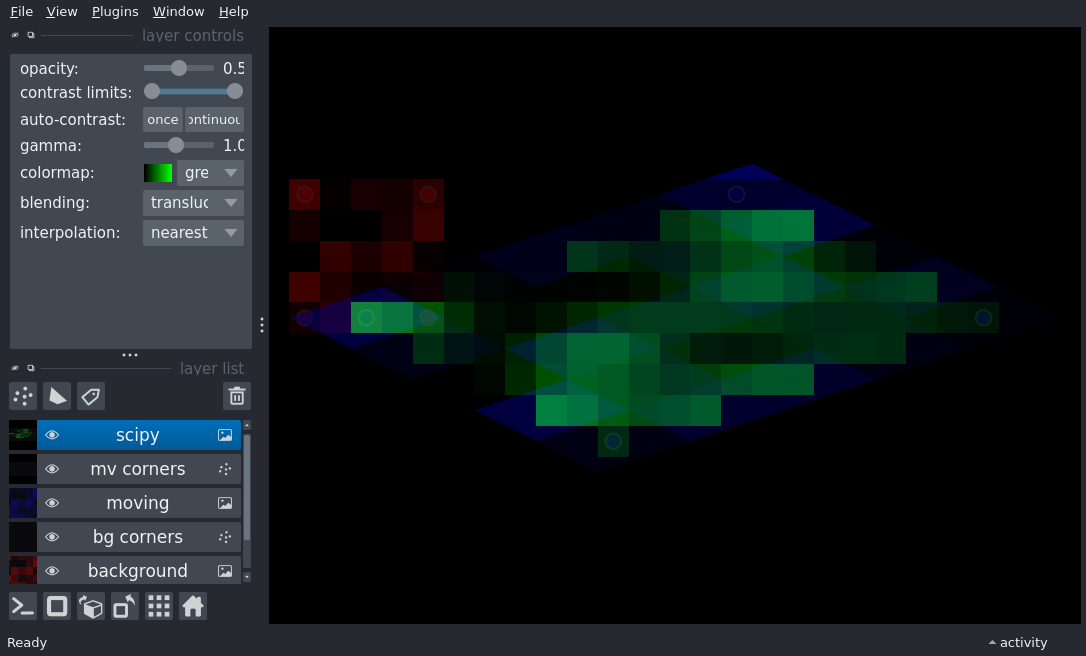 File View Plugins Window Help
layer controls
opacity: 0.5
contrast limits:
auto-contrast: once ontinuou
gamma: 1.0
colormap: gre
blending: transluc
interpolation: nearest
layer list
scipy
mv corners
moving
bg corners
background
Ready
activity